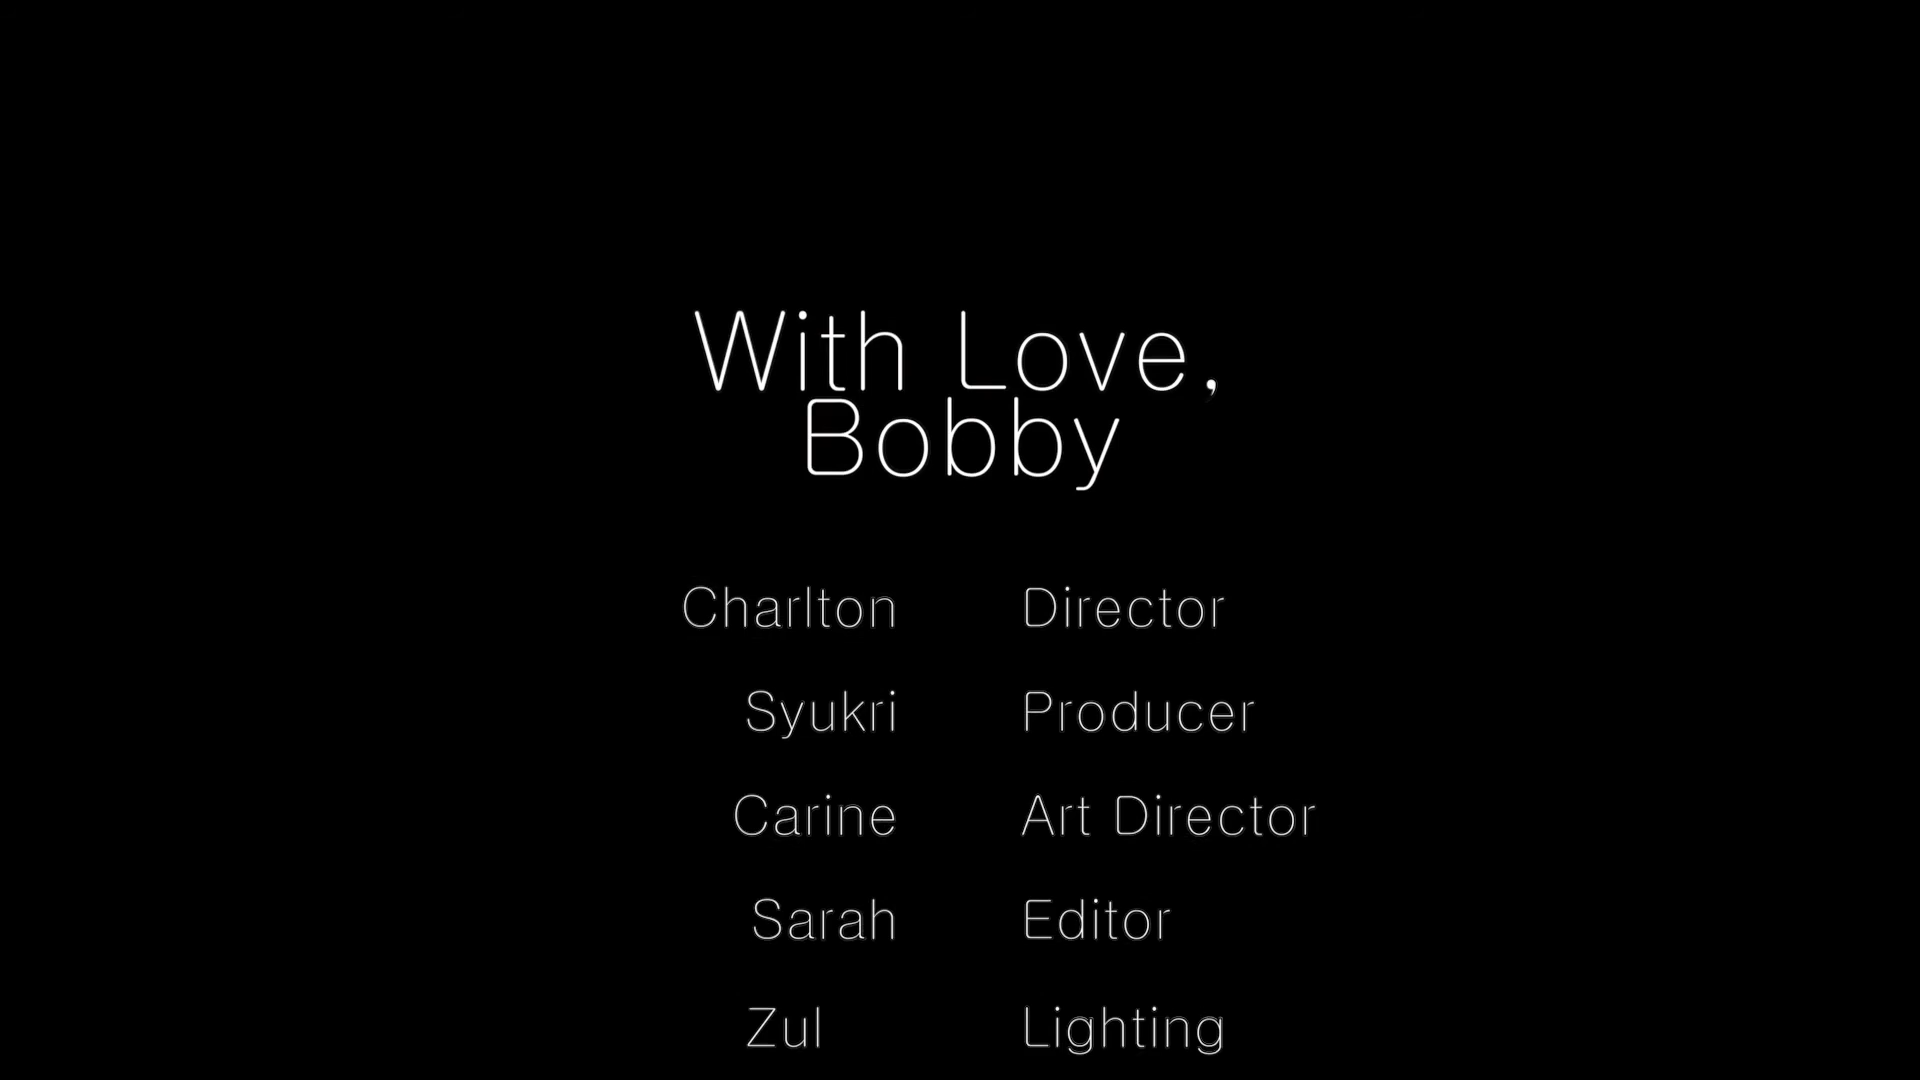 With Love,
Bobby
Charlton Director
Syukri Producer
Carine Art Director
Sarah Editor
Zul Lighting